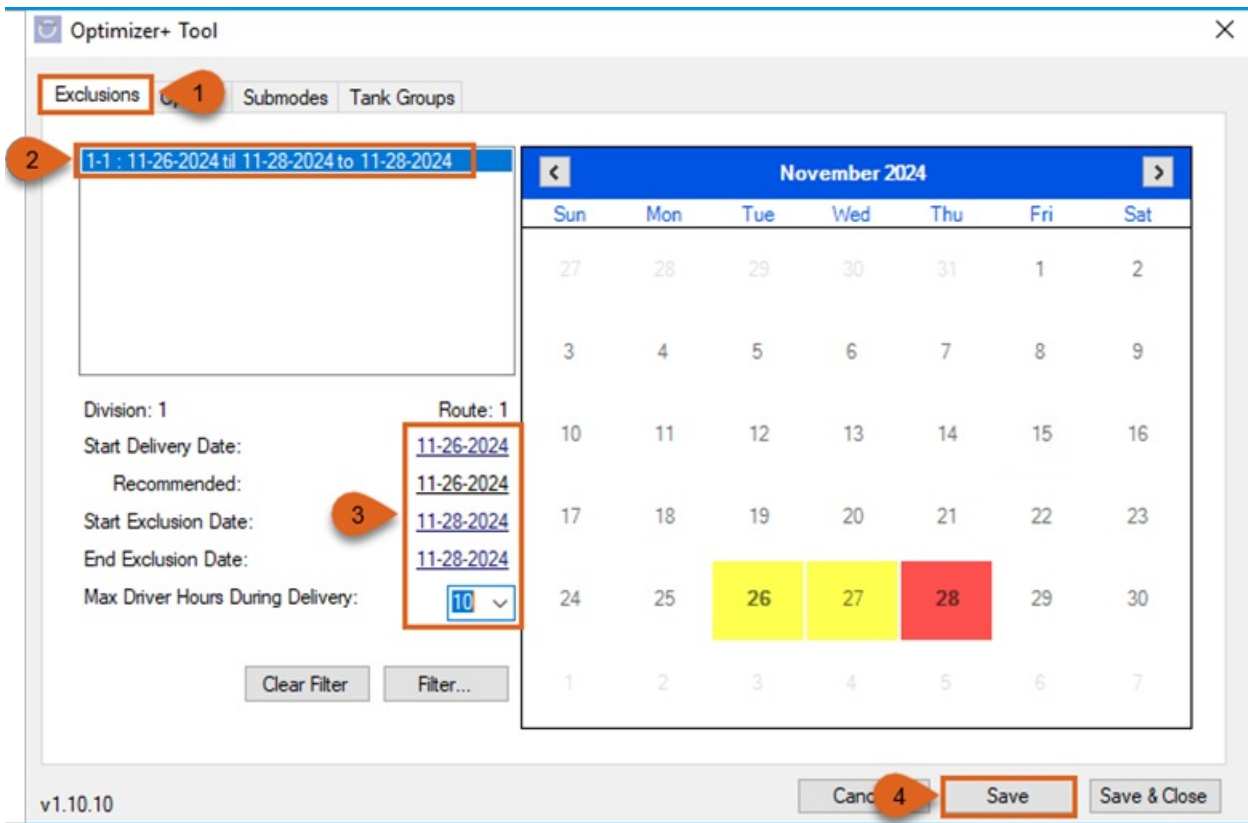 Optimizer+ Tool
Exclusions 1 Submodes Tank Groups
2 1-1 : 11-26-2024 til 11-28-2024 to 11-28-2024
November 2024
Sun Mon Tue Wed Thu Fri Sat
27 28 29 30 31 1 2
3 4 5 6 7 8 9
10 11 12 13 14 15 16
17 18 19 20 21 22 23
24 25 26 27 28 29 30
1 2 3 4 5 6 7
Division: 1 Route: 1
Start Delivery Date: 11-26-2024
Recommended: 11-26-2024
Start Exclusion Date: 3 11-28-2024
End Exclusion Date: 11-28-2024
Max Driver Hours During Delivery: 10
Clear Filter Filter...
v1.10.10 4 Save Save & Close